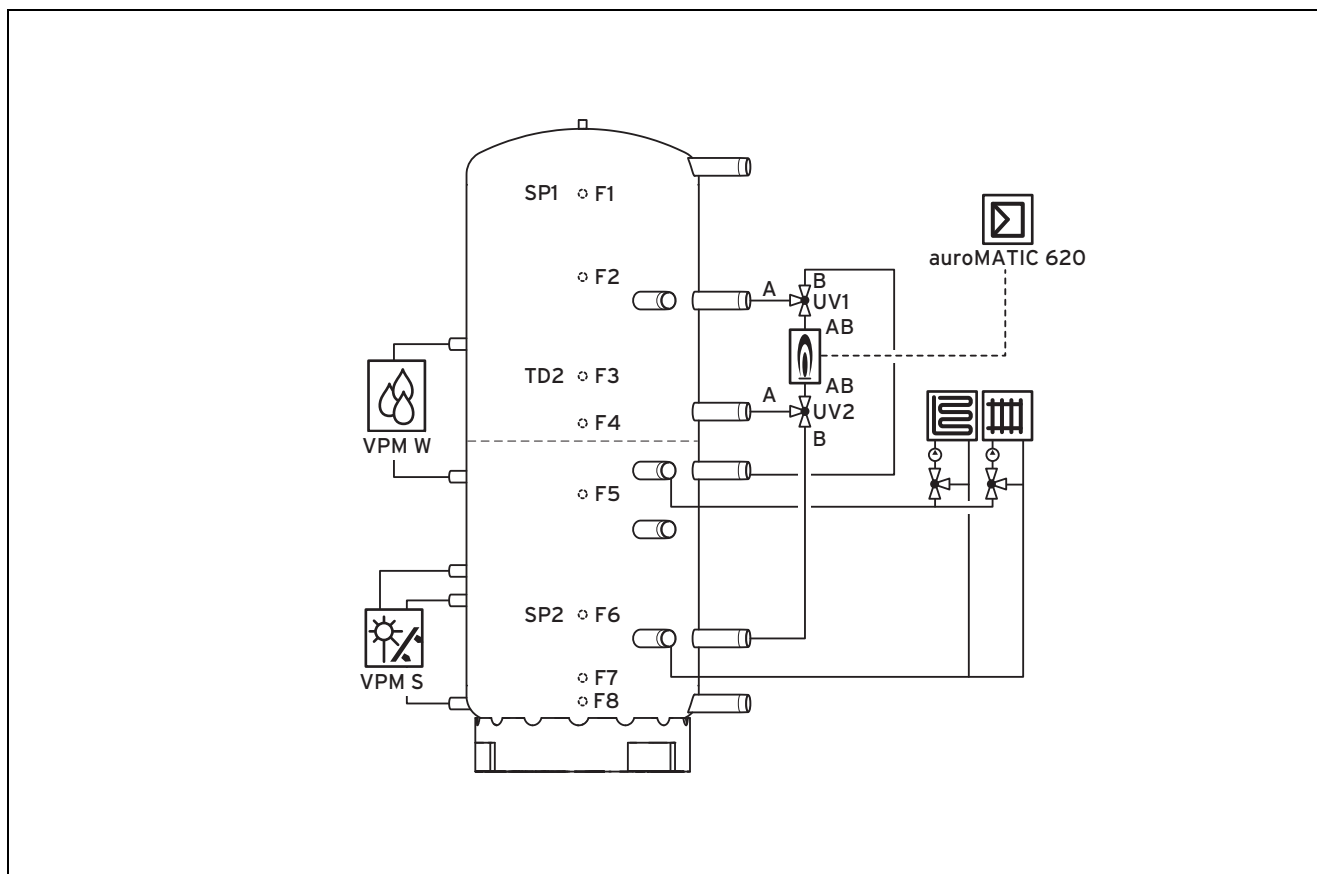 SP1 F1
auroMATIC 620
F2
A
B
UV1
AB
TD2 F3
AB
A
UV2
F4
B
VPM W
F5
SP2 F6
VPM S
F7
F8